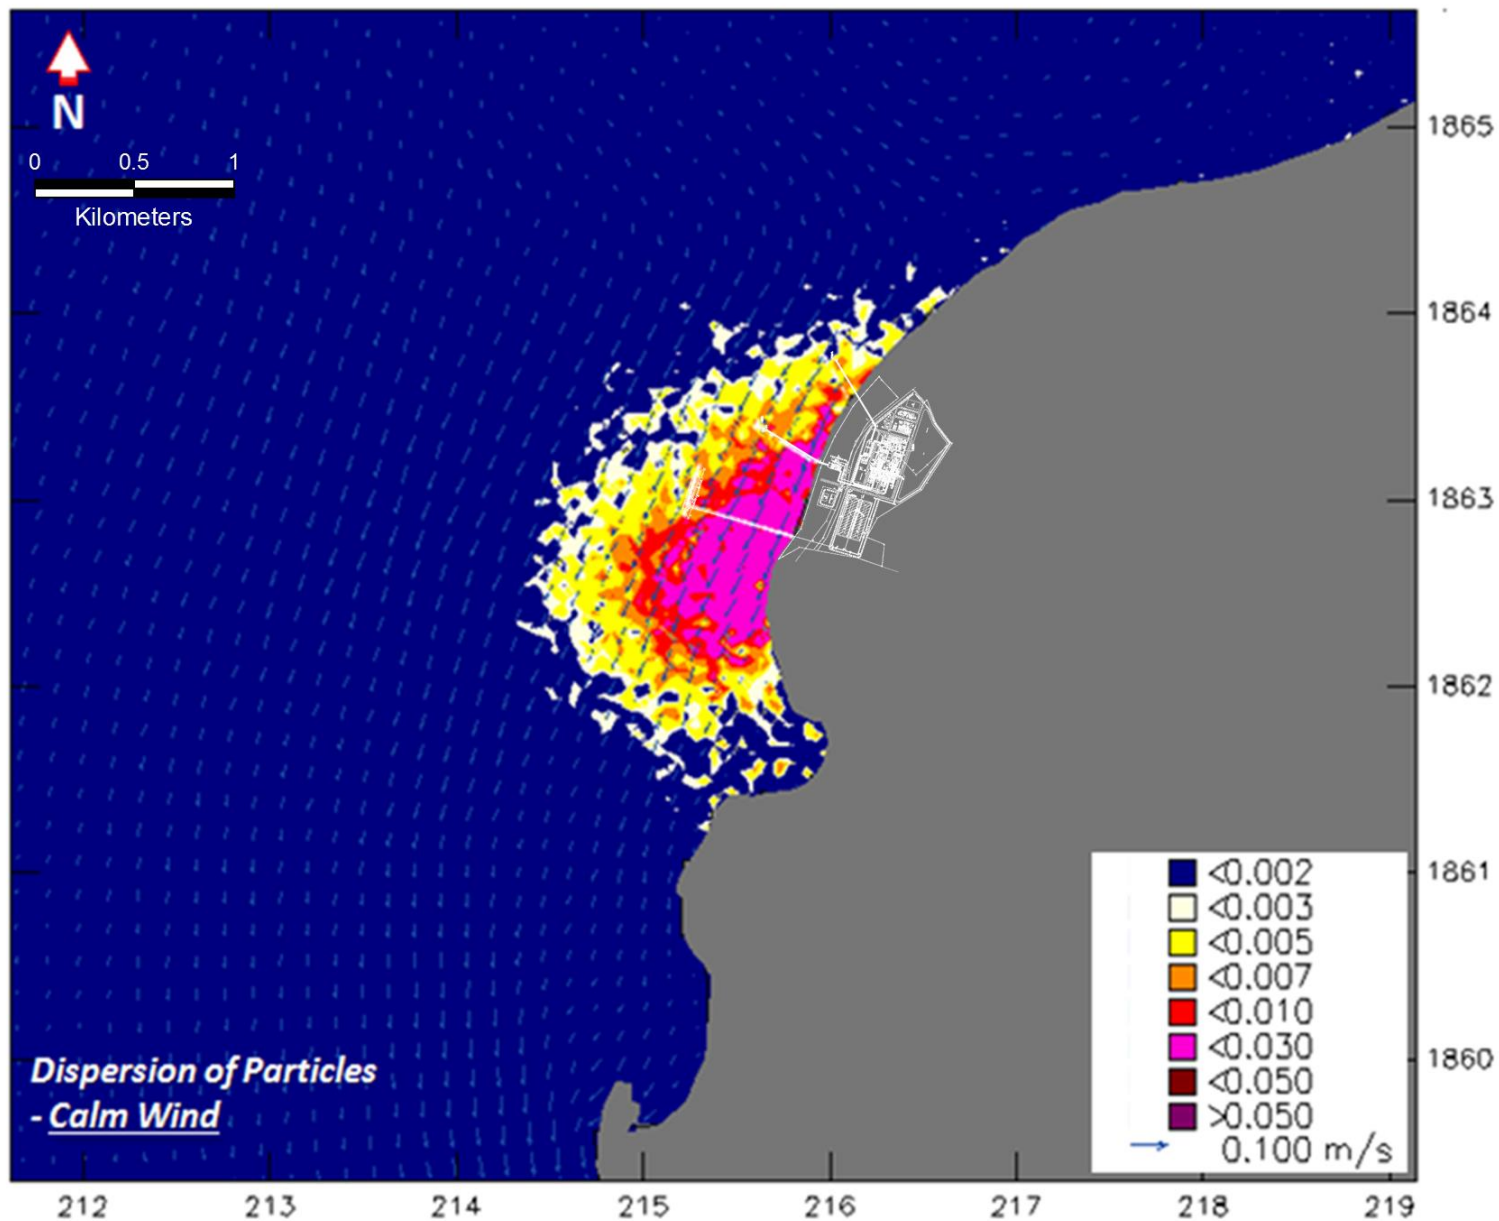 N
0 0.5 1
Kilometers
1865
1864
1863
1862
1861
1860
<0.002
<0.003
<0.005
<0.007
<0.010
<0.030
<0.050
>0.050
0.100 m/s
Dispersion of Particles
- Calm Wind
212 213 214 215 216 217 218 219